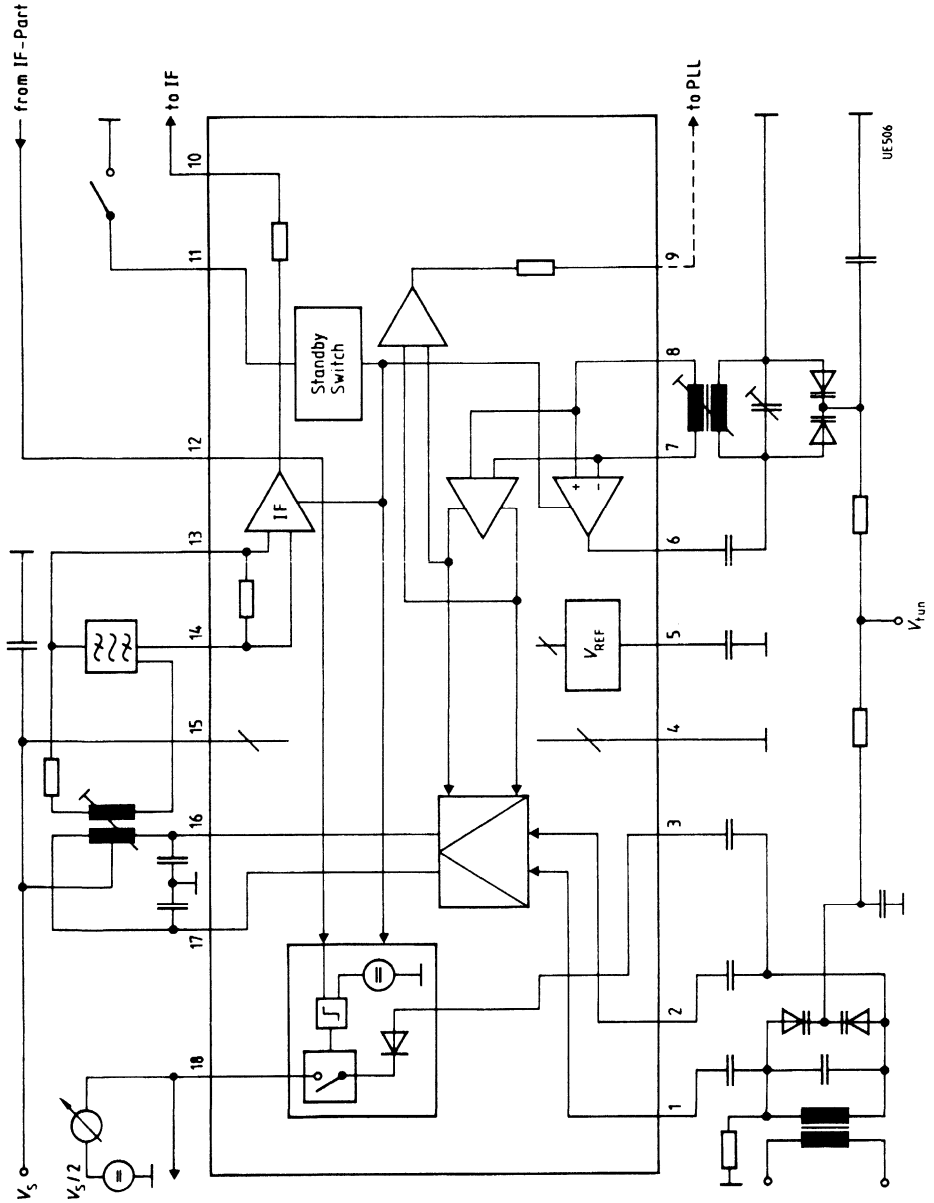 from IF-Part
to IF
10
11
12
13
14
15
16
17
18
V_S
V_S/2
=
IF
Standby
Switch
+
-
V_REF
=
1
2
3
4
5
6
7
8
9
to PLL
V_tun
UE506